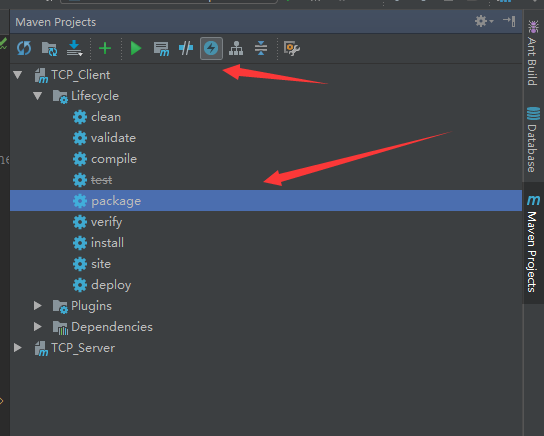 Maven Projects
TCP_Client
Lifecycle
clean
validate
compile
test
package
verify
install
site
deploy
Plugins
Dependencies
TCP_Server
Ant Build
Database
Maven Projects